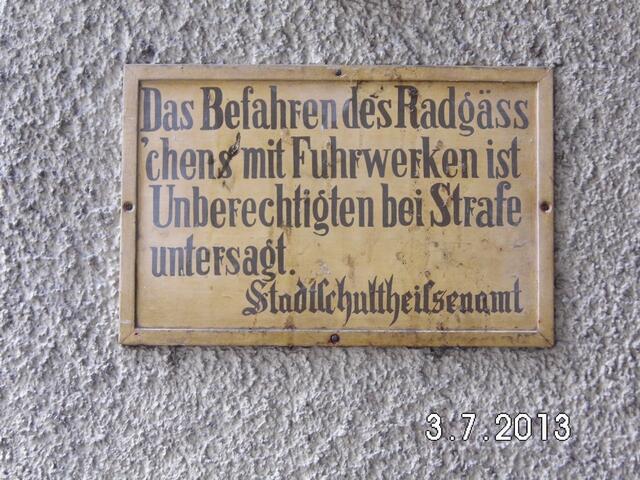 Das Befahren des Radgäss
'chens mit Fuhrwerken ist
Unberechtigten bei Strafe
untersagt.
Stadtschultheissenamt
3.7.2013